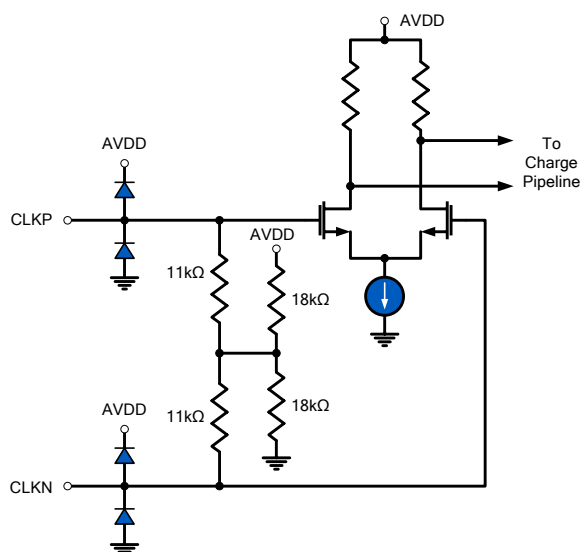 AVDD
To
Charge
Pipeline
AVDD
CLKP
AVDD
11kΩ
18kΩ
11kΩ
18kΩ
AVDD
CLKN